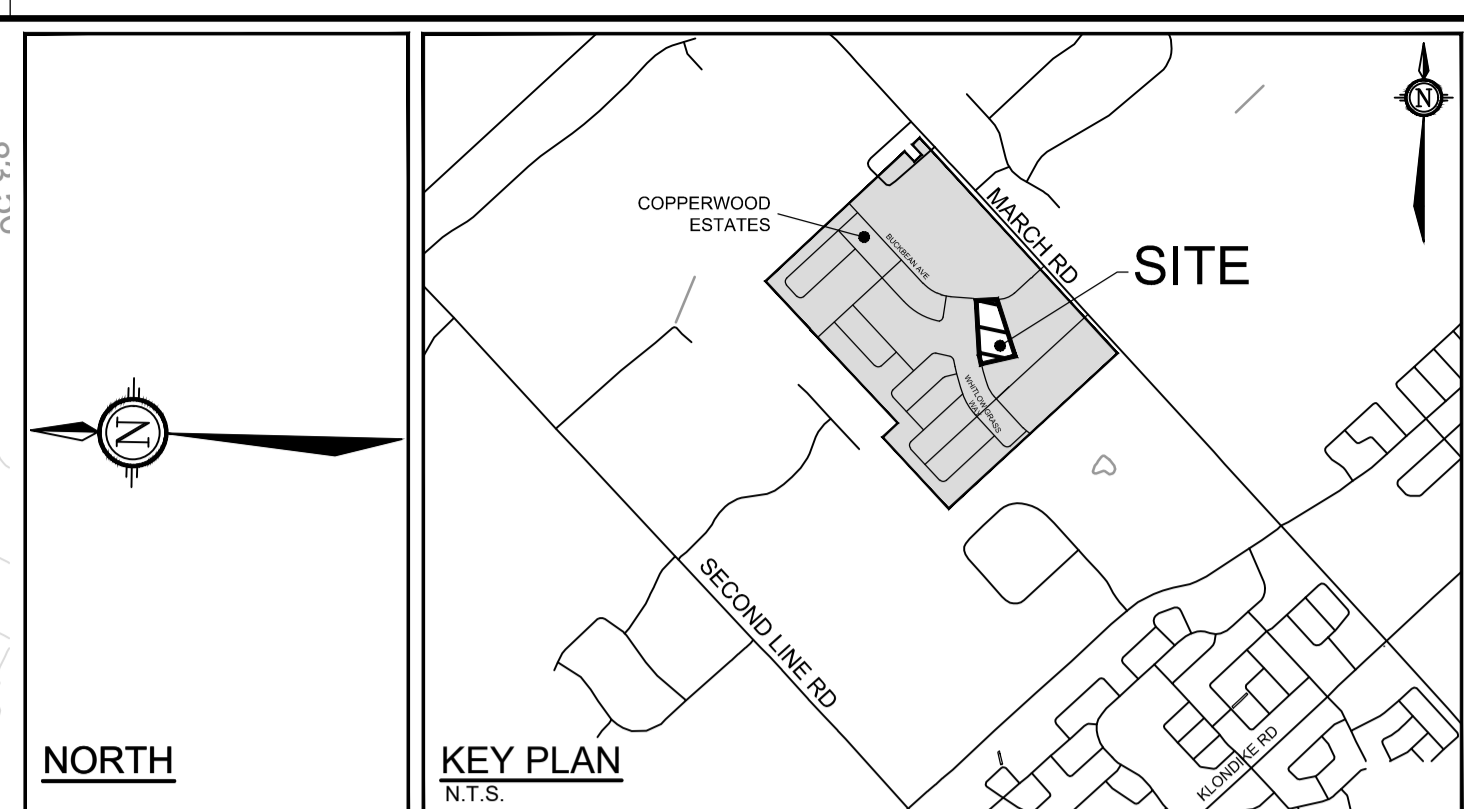 N
NORTH
N
COPPERWOOD
ESTATES
BUCKBEAN AVE
MARCH RD
SITE
WHITLOW GRASS
WAY
SECOND LINE RD
KLONDIKE RD
KEY PLAN
N.T.S.